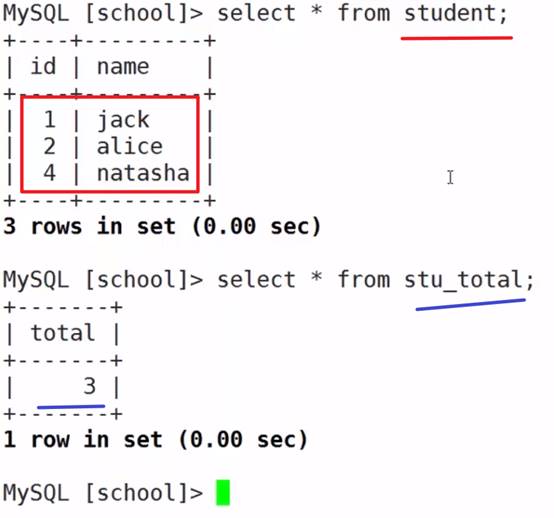 MySQL [school]> select * from student;
+----+---------+
| id | name    |
+----+---------+
|  1 | jack    |
|  2 | alice   |
|  4 | natasha |
+----+---------+
3 rows in set (0.00 sec)
MySQL [school]> select * from stu_total;
+-------+
| total |
+-------+
|     3 |
+-------+
1 row in set (0.00 sec)
MySQL [school]>